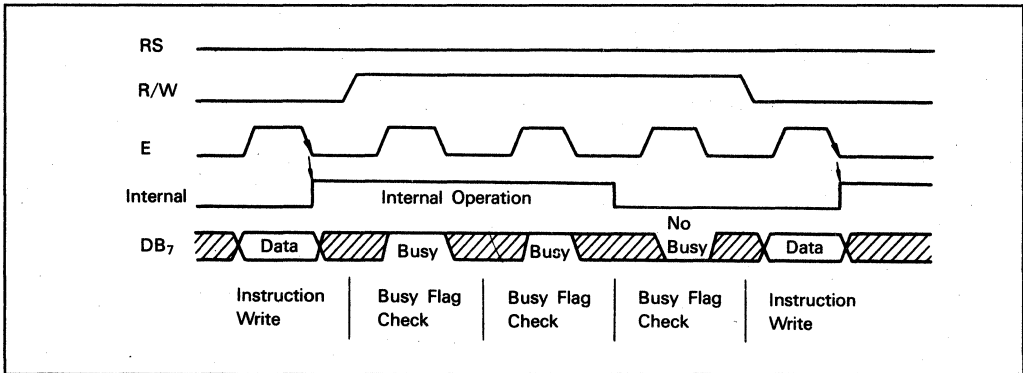 RS
R/W
E
Internal
Internal Operation
DB7
Data
Busy
Busy
No
Busy
Data
Instruction
Write
Busy Flag
Check
Busy Flag
Check
Busy Flag
Check
Instruction
Write